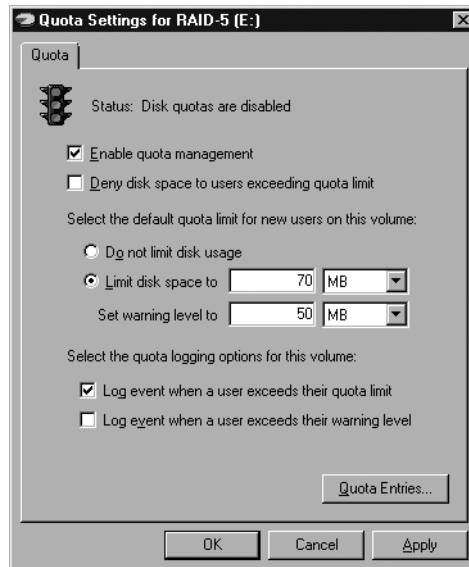 Quota Settings for RAID-5 (E:)
Quota
Status: Disk quotas are disabled
Enable quota management
Deny disk space to users exceeding quota limit
Select the default quota limit for new users on this volume:
Do not limit disk usage
Limit disk space to 70 MB
Set warning level to 50 MB
Select the quota logging options for this volume:
Log event when a user exceeds their quota limit
Log event when a user exceeds their warning level
Quota Entries...
OK Cancel Apply